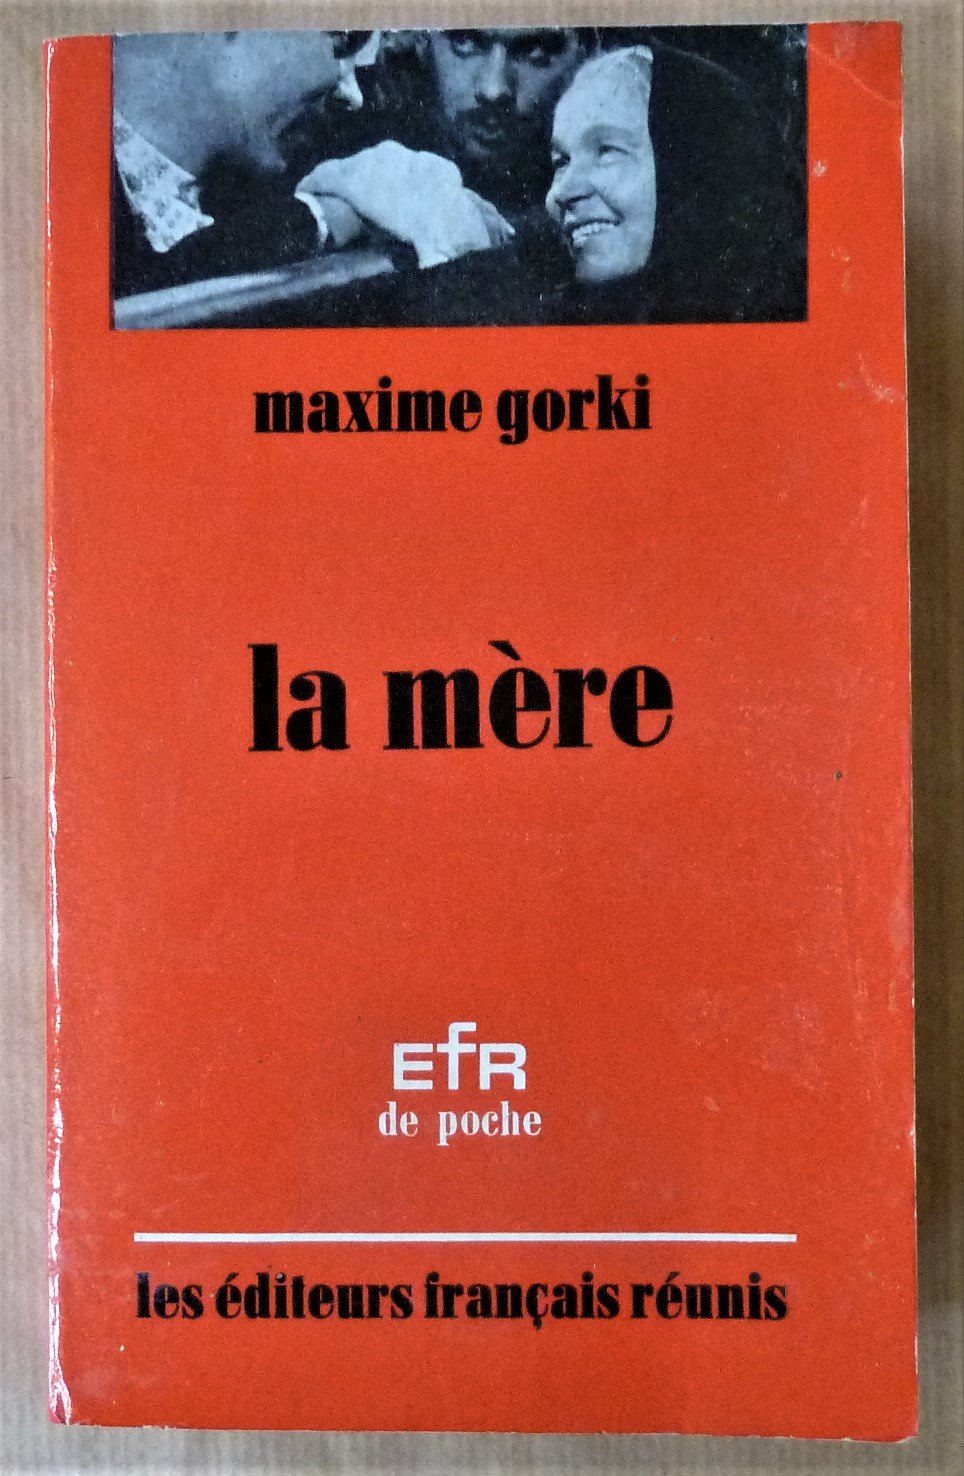 maxime gorki
la mère
EfR
de poche
les éditeurs français réunis